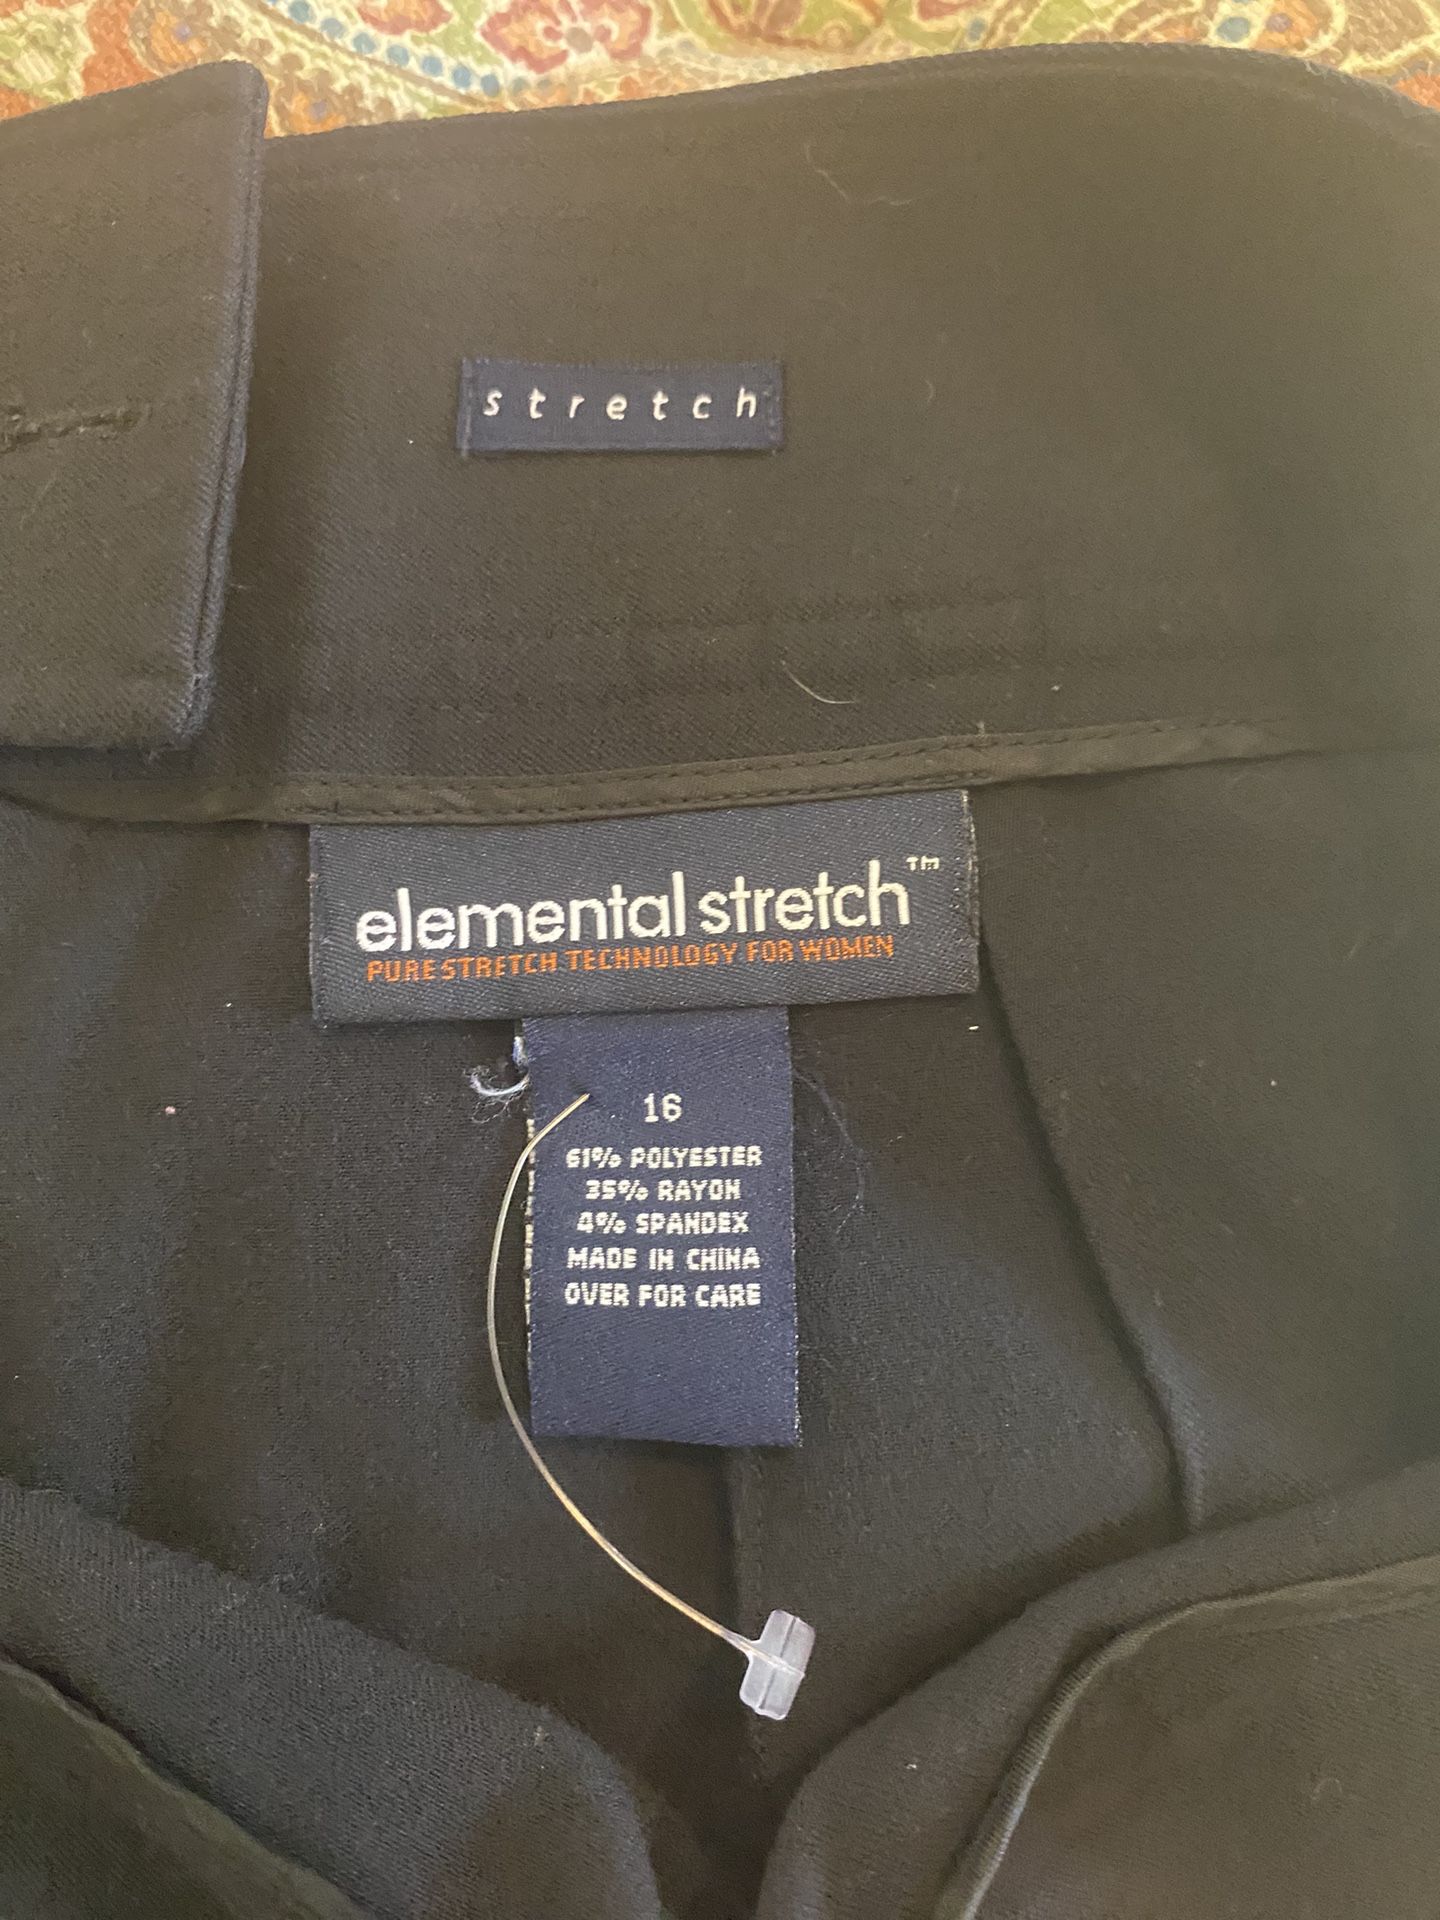 stretch
elemental stretch™
PURE STRETCH TECHNOLOGY FOR WOMEN
16
61% POLYESTER
35% RAYON
4% SPANDEX
MADE IN CHINA
OVER FOR CARE